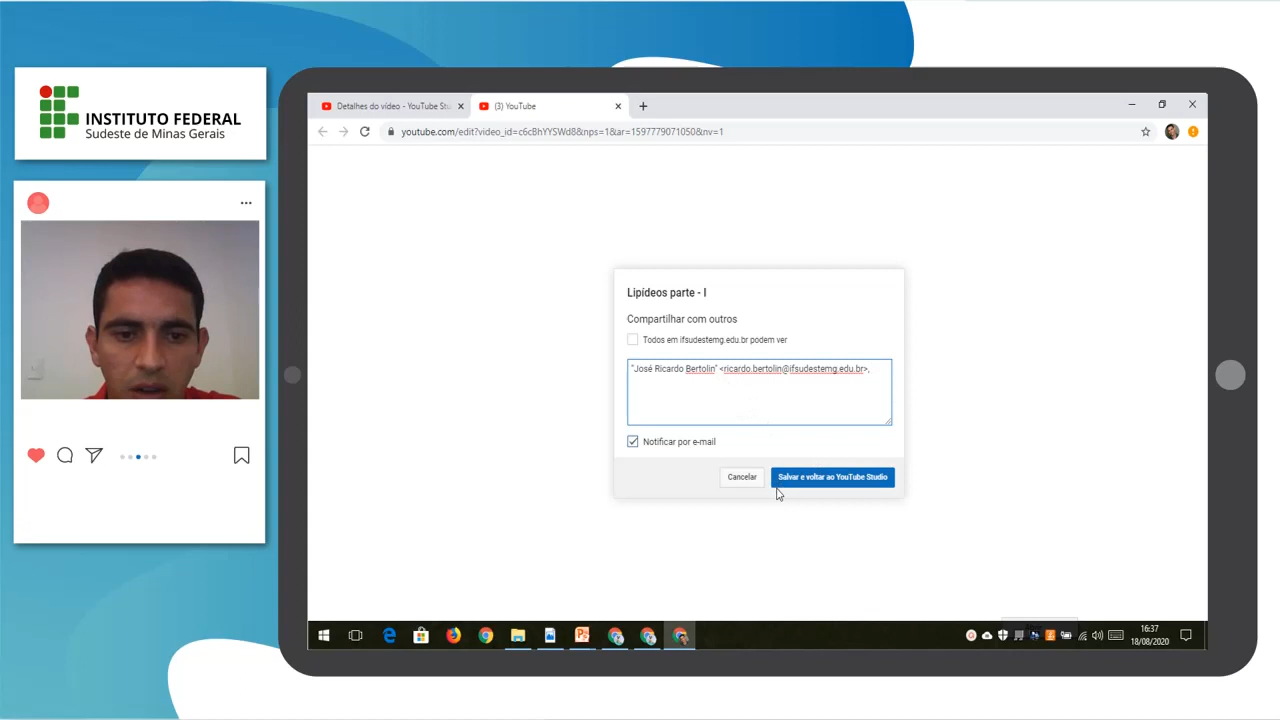 INSTITUTO FEDERAL
Sudeste de Minas Gerais
Detalhes do vídeo - YouTube Stu
(3) YouTube
youtube.com/edit?video_id=c6cBhYYSWd8&nps=1&ar=1597779071050&nv=1
Lipídeos parte - I
Compartilhar com outros
Todos em ifsudestemg.edu.br podem ver
"José Ricardo Bertolin" <ricardo.bertolin@ifsudestemg.edu.br>,
Notificar por e-mail
Cancelar
Salvar e voltar ao YouTube Studio
16:37
18/08/2020